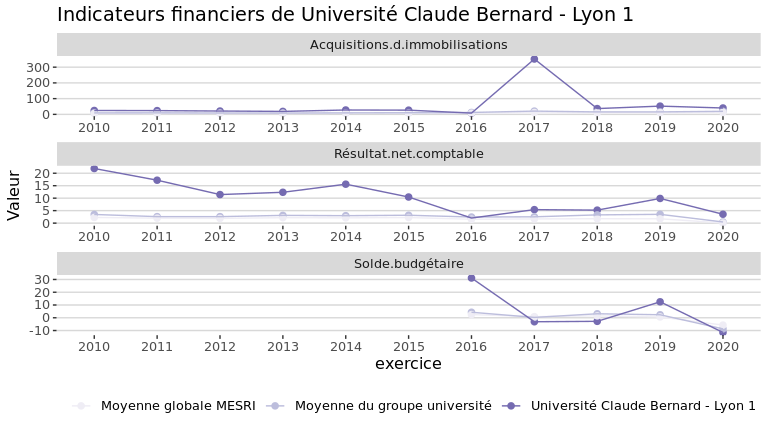 Indicateurs financiers de Université Claude Bernard - Lyon 1
Acquisitions.d.immobilisations
300
200
100
0
2010 2011 2012 2013 2014 2015 2016 2017 2018 2019 2020
Résultat.net.comptable
20
15
10
5
0
2010 2011 2012 2013 2014 2015 2016 2017 2018 2019 2020
Valeur
Solde.budgétaire
30
20
10
0
-10
2010 2011 2012 2013 2014 2015 2016 2017 2018 2019 2020
exercice
Moyenne globale MESRI Moyenne du groupe université Université Claude Bernard - Lyon 1